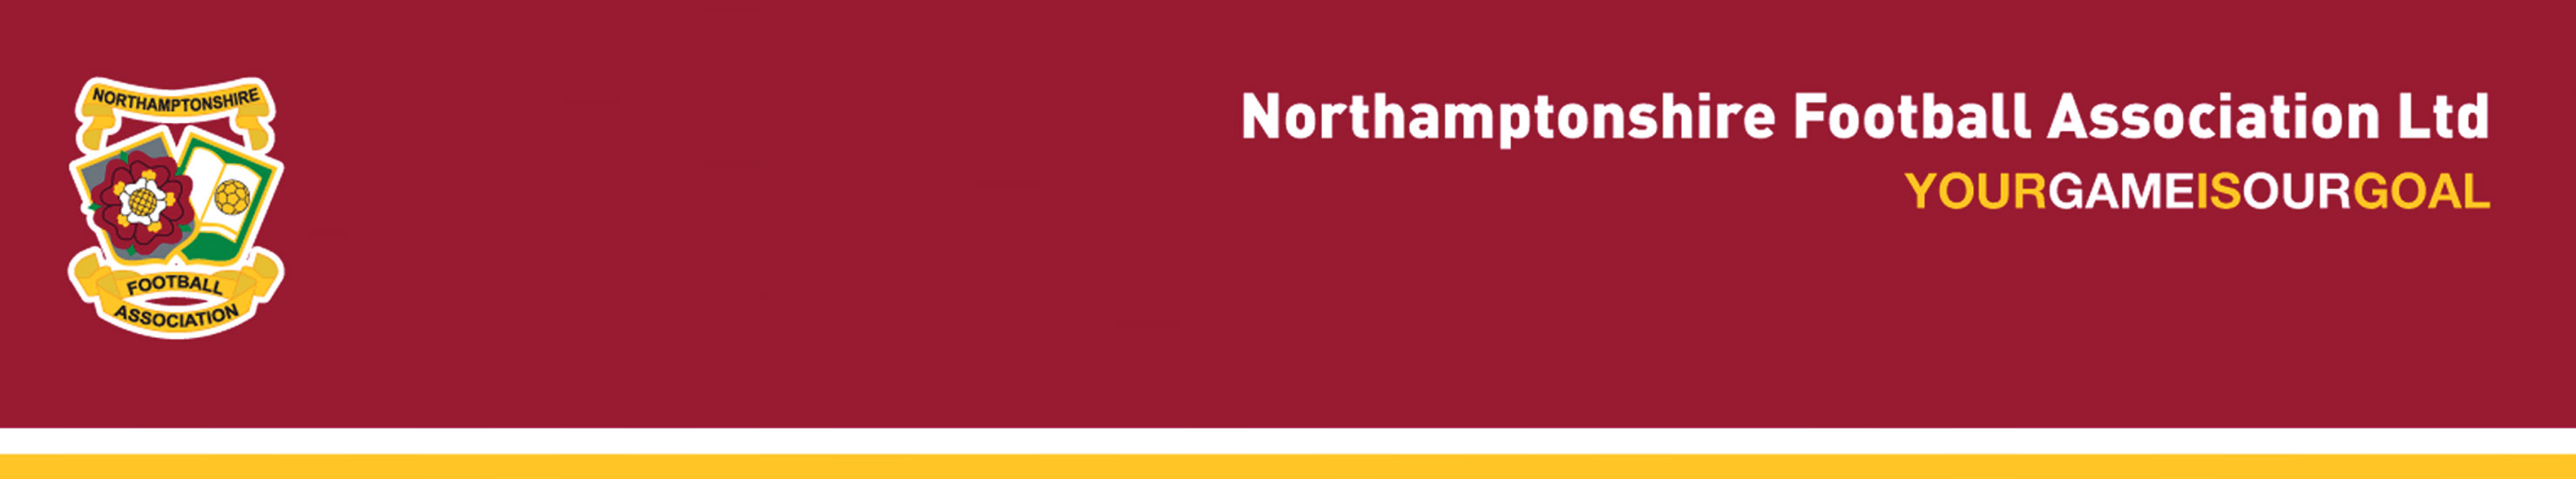 NORTHAMPTONSHIRE
FOOTBALL
ASSOCIATION
Northamptonshire Football Association Ltd
YOURGAMEISOURGOAL